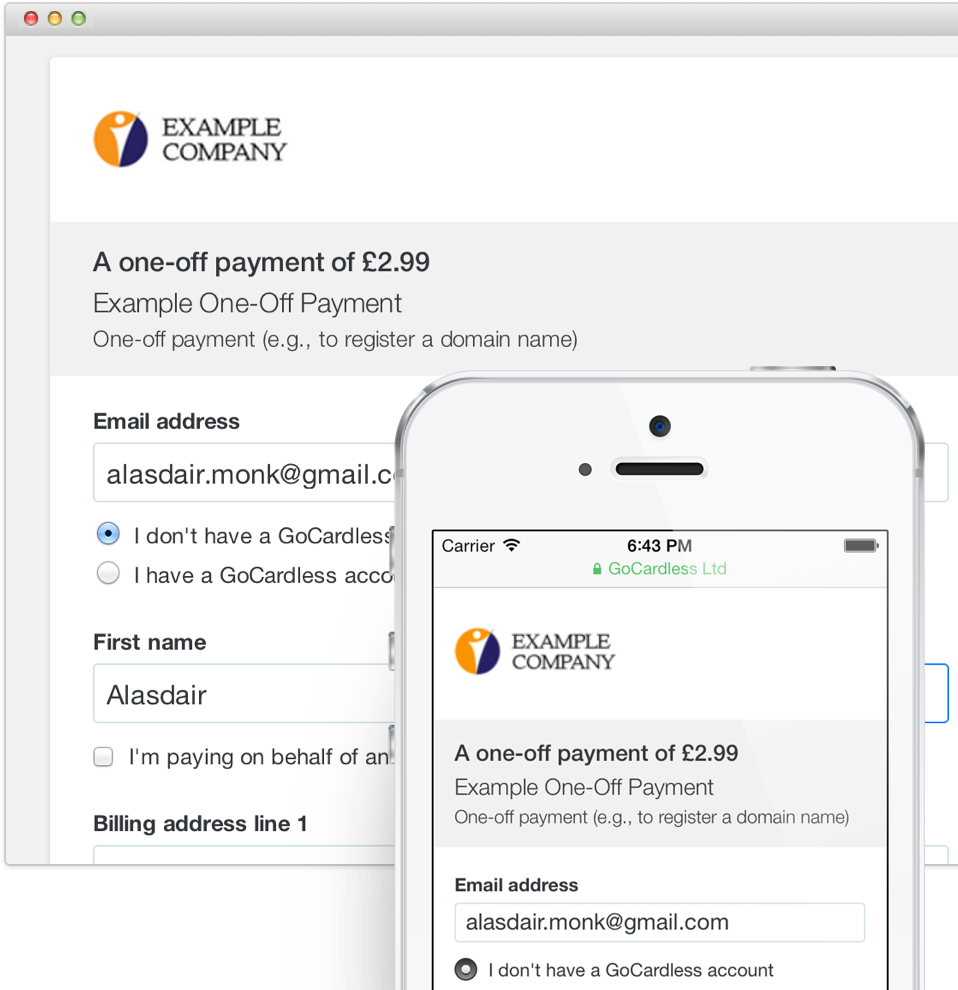 EXAMPLE
COMPANY
A one-off payment of £2.99
Example One-Off Payment
One-off payment (e.g., to register a domain name)
Email address
alasdair.monk@gmail.c
I don't have a GoCardless
I have a GoCardless acco
First name
Alasdair
I'm paying on behalf of an
Billing address line 1
Carrier 6:43 PM
GoCardless Ltd
EXAMPLE
COMPANY
A one-off payment of £2.99
Example One-Off Payment
One-off payment (e.g., to register a domain name)
Email address
alasdair.monk@gmail.com
I don't have a GoCardless account